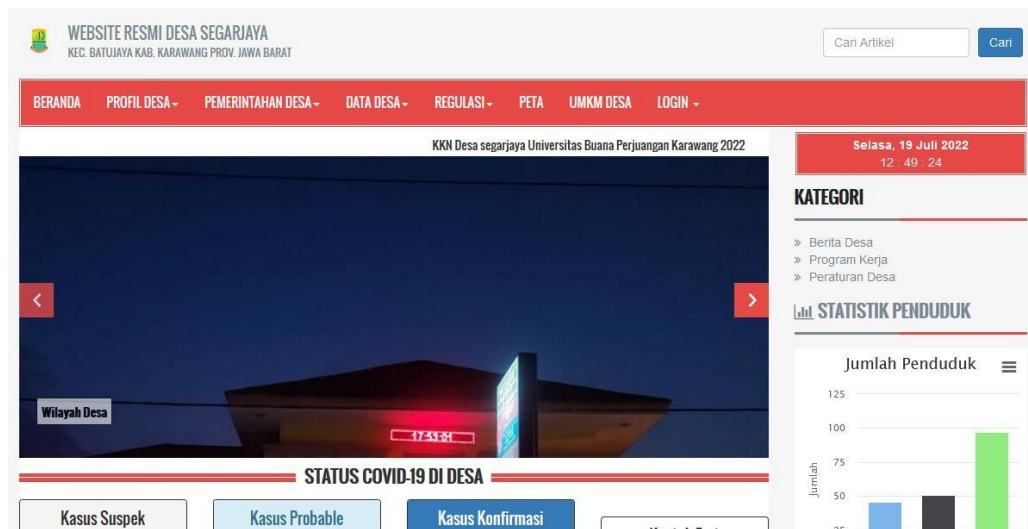 WEBSITE RESMI DESA SEGARJAYA
KEC. BATUJAYA KAB. KARAWANG PROV. JAWA BARAT
Cari Artikel
Cari
BERANDA PROFIL DESA PEMERINTAHAN DESA DATA DESA REGULASI PETA UMKM DESA LOGIN
KKN Desa segarjaya Universitas Buana Perjuangan Karawang 2022
Selasa, 19 Juli 2022
12 : 49 : 24
KATEGORI
» Berita Desa
» Program Kerja
» Peraturan Desa
STATISTIK PENDUDUK
Jumlah Penduduk
125
100
75
50
Jumlah
Wilayah Desa
17:53:01
STATUS COVID-19 DI DESA
Kasus Suspek
Kasus Probable
Kasus Konfirmasi